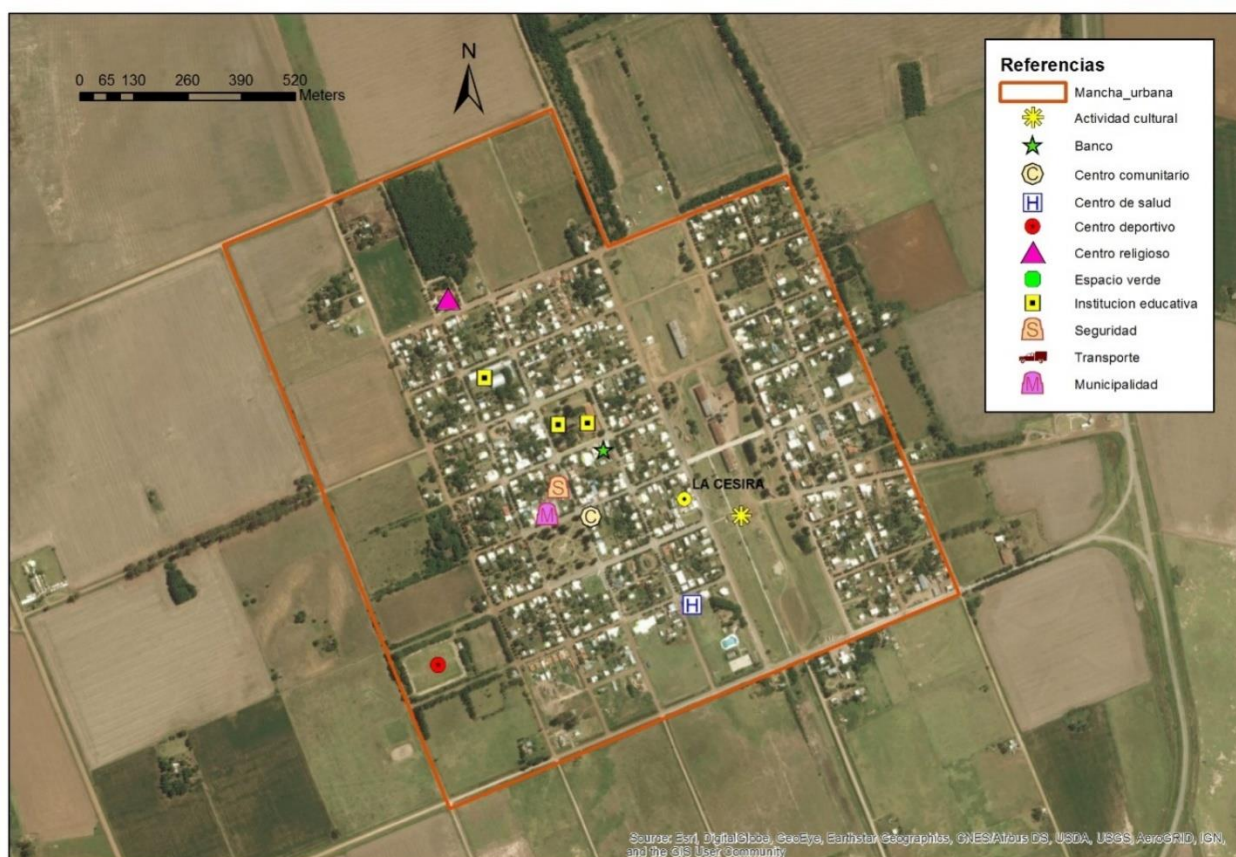 N
0 65 130 260 390 520
Meters
Referencias
Mancha_urbana
Actividad cultural
Banco
C Centro comunitario
H Centro de salud
Centro deportivo
Centro religioso
Espacio verde
Institucion educativa
S Seguridad
Transporte
M Municipalidad
S
LA CESIRA
M
C
H
Source: Esri, DigitalGlobe, GeoEye, Earthstar Geographics, CNES/Airbus DS, USDA, USGS, AeroGRID, IGN,
and the GIS User Community